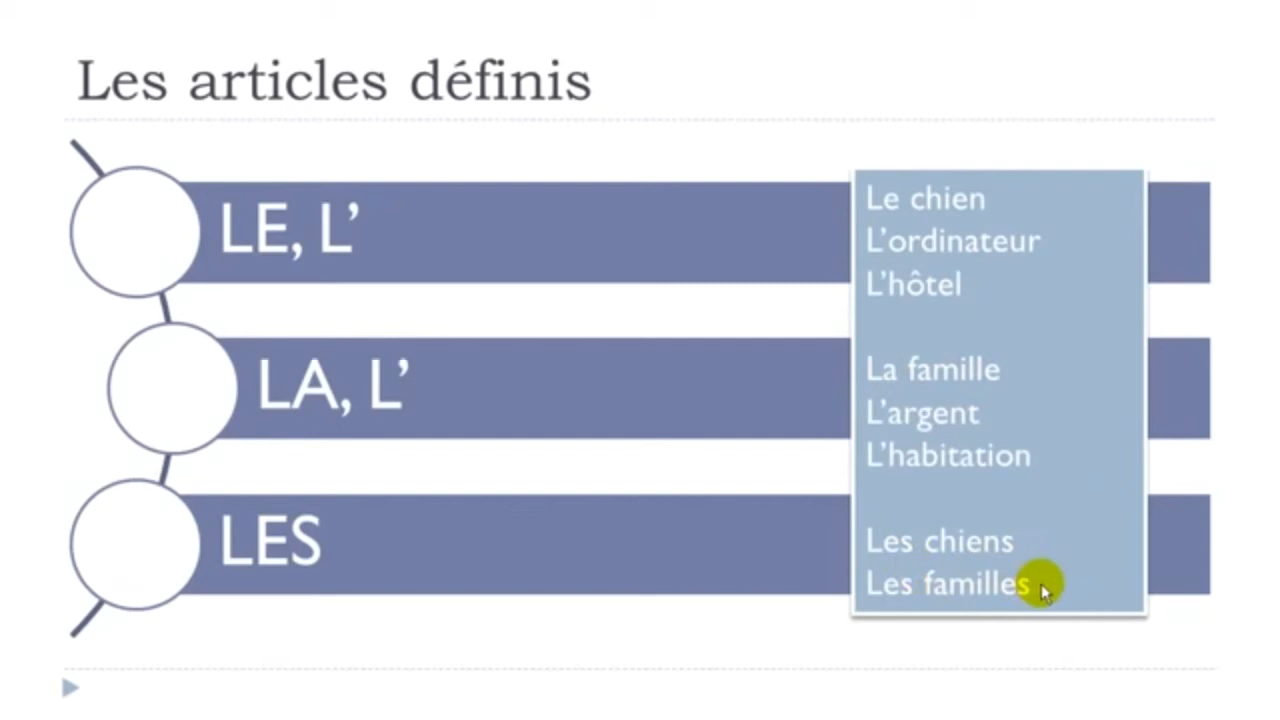 Les articles définis
LE, L’
LA, L’
LES
Le chien
L’ordinateur
L’hôtel
La famille
L’argent
L’habitation
Les chiens
Les familles